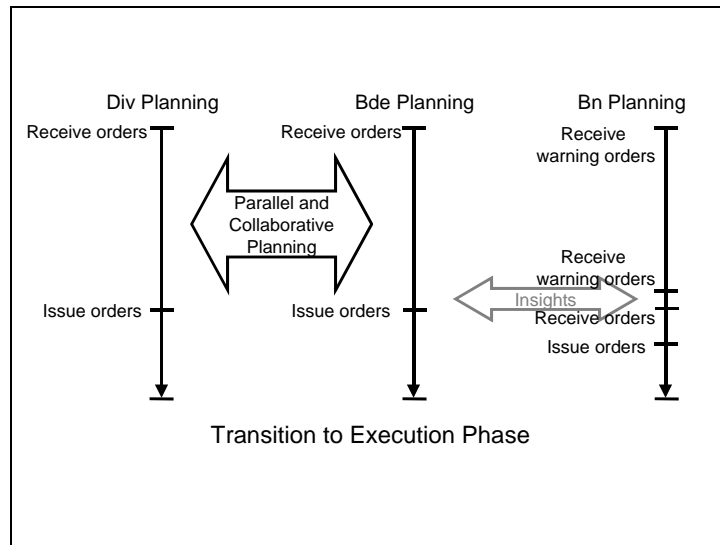 Div Planning
Bde Planning
Bn Planning
Receive orders
Receive orders
Receive
warning orders
Parallel and
Collaborative
Planning
Receive
warning orders
Insights
Issue orders
Issue orders
Receive orders
Issue orders
Transition to Execution Phase